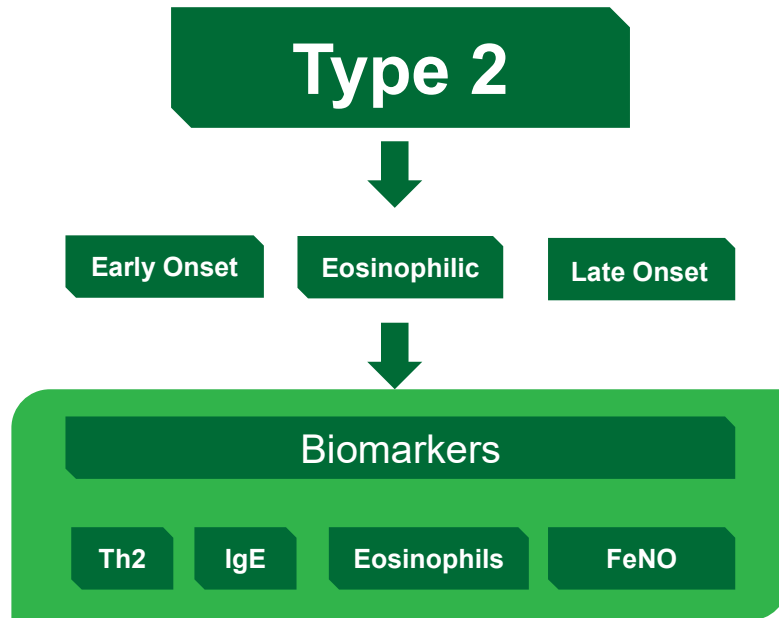 Type 2
Early Onset
Eosinophilic
Late Onset
Biomarkers
Th2
IgE
Eosinophils
FeNO